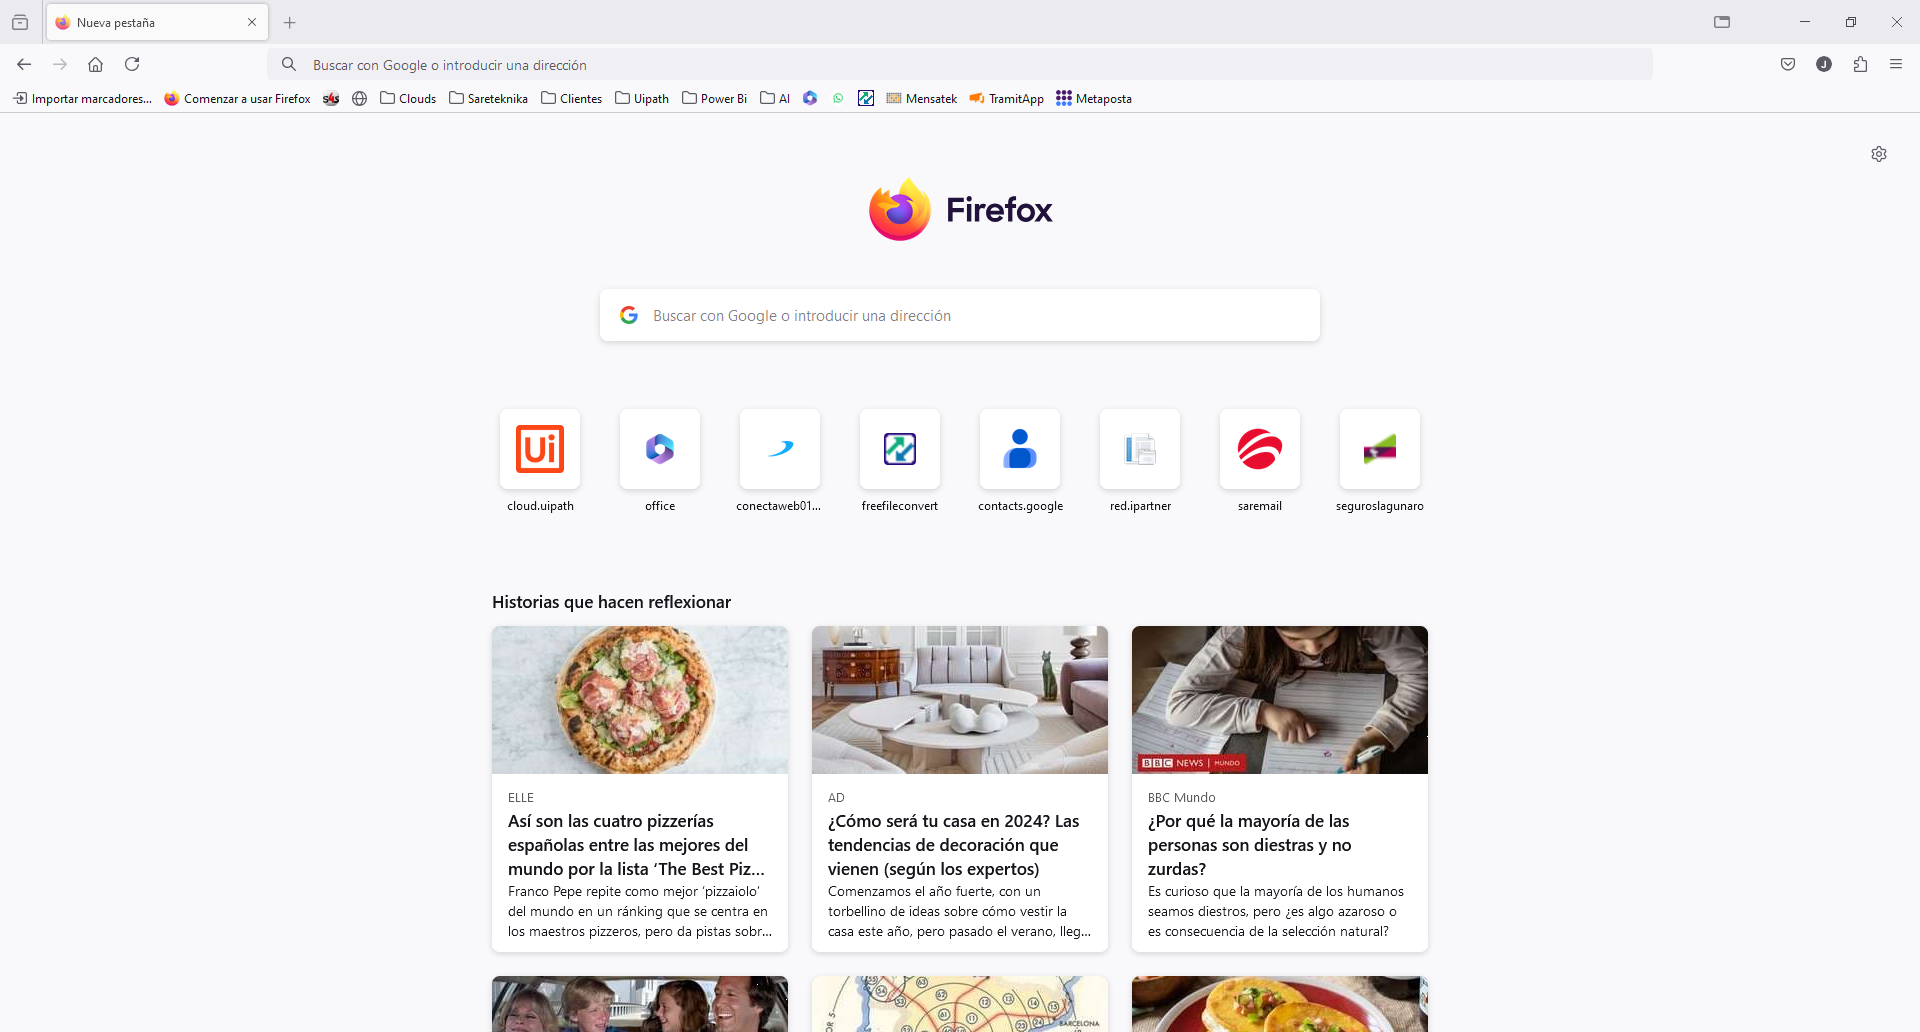 Nueva pestaña
Buscar con Google o introducir una dirección
Importar marcadores... Comenzar a usar Firefox Clouds Sareteknika Clientes Uipath Power Bi AI Mensatek TramitApp Metaposta
Firefox
Buscar con Google o introducir una dirección
Ui
cloud.uipath office conectaweb01... freefileconvert contacts.google red.ipartner saremail seguroslagunaro
Historias que hacen reflexionar
BBC NEWS | MUNDO
ELLE
Así son las cuatro pizzerías
españolas entre las mejores del
mundo por la lista ‘The Best Piz...
Franco Pepe repite como mejor ‘pizzaiolo’
del mundo en un ránking que se centra en
los maestros pizzeros, pero da pistas sobr...
AD
¿Cómo será tu casa en 2024? Las
tendencias de decoración que
vienen (según los expertos)
Comenzamos el año fuerte, con un
torbellino de ideas sobre cómo vestir la
casa este año, pero pasado el verano, lleg...
BBC Mundo
¿Por qué la mayoría de las
personas son diestras y no
zurdas?
Es curioso que la mayoría de los humanos
seamos diestros, pero ¿es algo azaroso o
es consecuencia de la selección natural?
BARCELONA